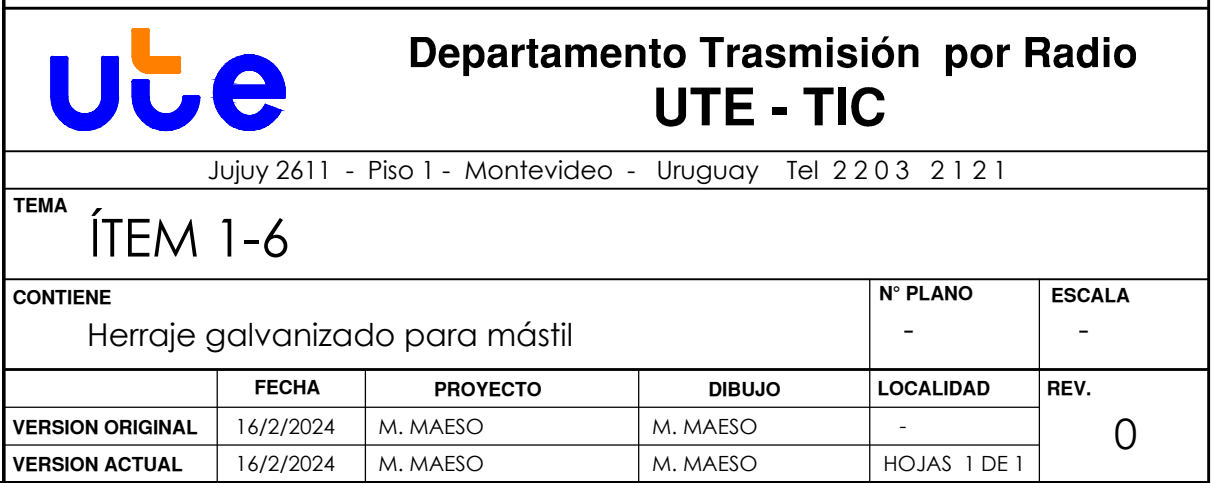 ute
Departamento Trasmisión por Radio
UTE - TIC
Jujuy 2611 - Piso 1 - Montevideo - Uruguay Tel 2 2 0 3 2 1 2 1
TEMA
ÍTEM 1-6
CONTIENE
Herraje galvanizado para mástil
N° PLANO
-
ESCALA
-
FECHA PROYECTO DIBUJO LOCALIDAD REV.
VERSION ORIGINAL 16/2/2024 M. MAESO M. MAESO - 0
VERSION ACTUAL 16/2/2024 M. MAESO M. MAESO HOJAS 1 DE 1